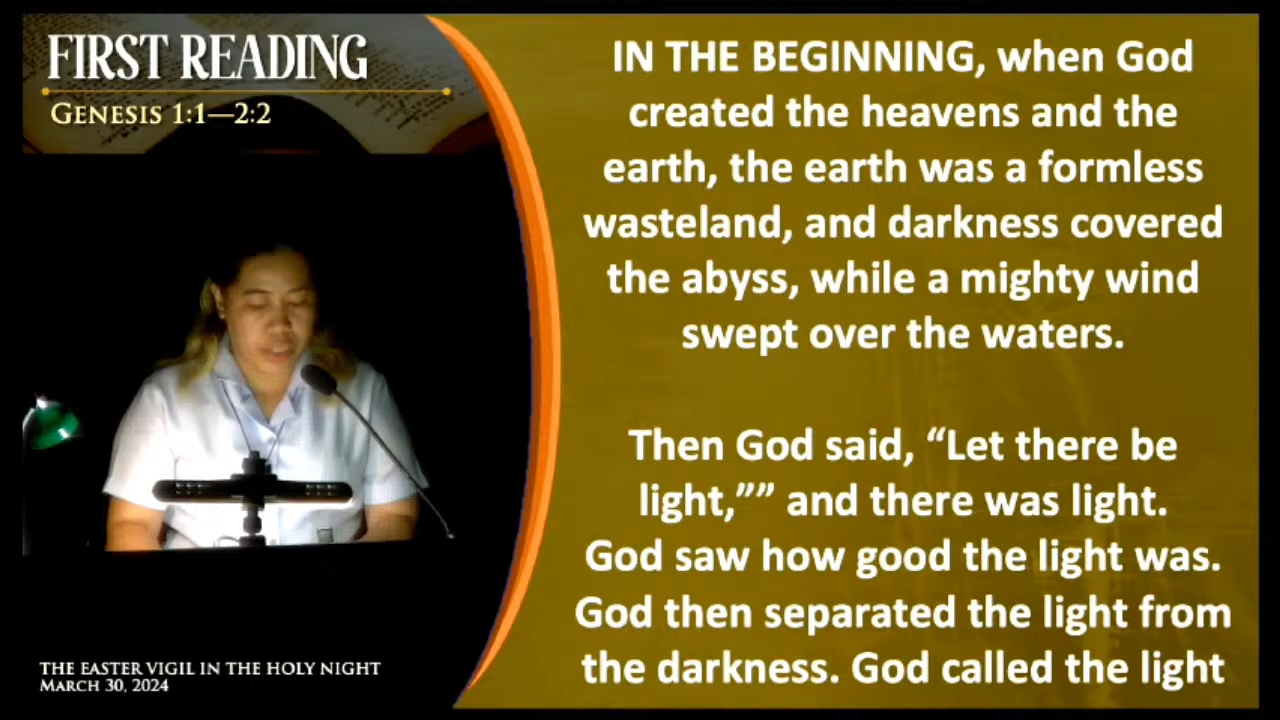 FIRST READING
GENESIS 1:1—2:2
IN THE BEGINNING, when God
created the heavens and the
earth, the earth was a formless
wasteland, and darkness covered
the abyss, while a mighty wind
swept over the waters.
Then God said, “Let there be
light,”” and there was light.
God saw how good the light was.
God then separated the light from
the darkness. God called the light
THE EASTER VIGIL IN THE HOLY NIGHT
MARCH 30, 2024